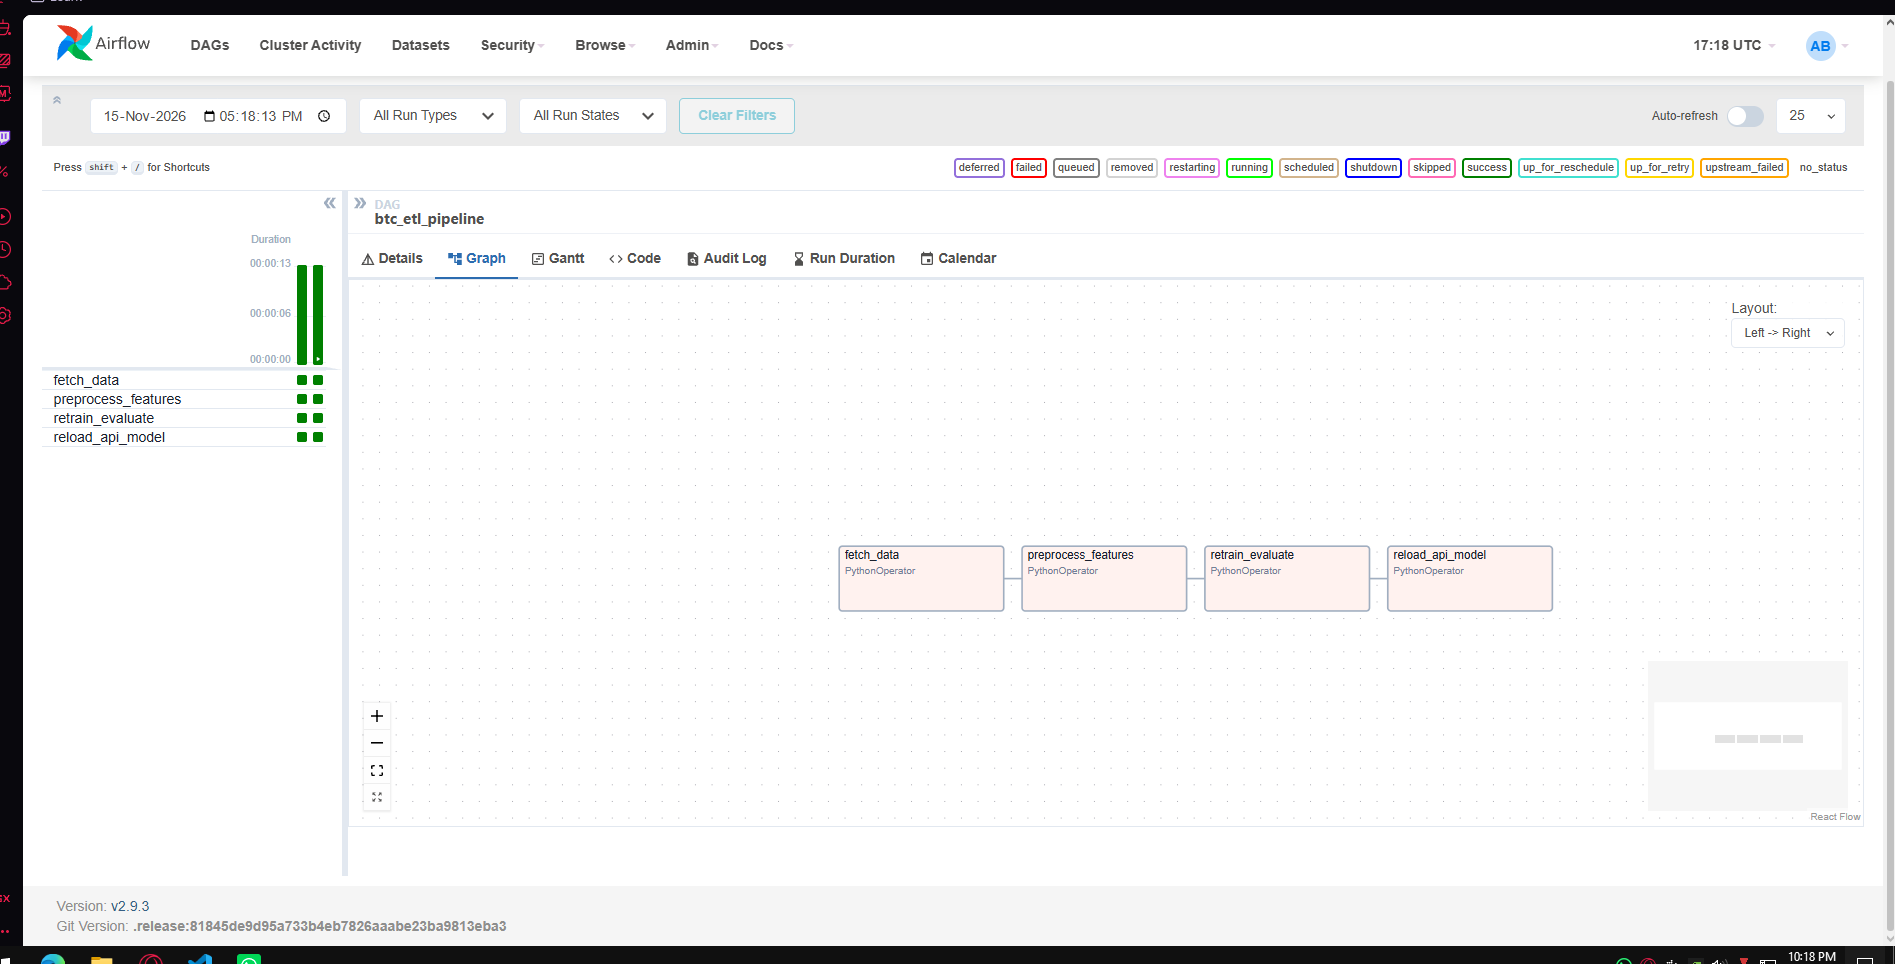 Airflow
DAGs Cluster Activity Datasets Security Browse Admin Docs
17:18 UTC
AB
15-Nov-2026 05:18:13 PM
All Run Types
All Run States
Clear Filters
Auto-refresh
25
Press shift + / for Shortcuts
deferred failed queued removed restarting running scheduled shutdown skipped success up_for_reschedule up_for_retry upstream_failed no_status
DAG
btc_etl_pipeline
Details Graph Gantt Code Audit Log Run Duration Calendar
Duration
00:00:13
00:00:06
00:00:00
fetch_data
preprocess_features
retrain_evaluate
reload_api_model
Layout:
Left -> Right
fetch_data
PythonOperator
preprocess_features
PythonOperator
retrain_evaluate
PythonOperator
reload_api_model
PythonOperator
React Flow
Version: v2.9.3
Git Version: .release:81845de9d95a733b4eb7826aaabe23ba9813eba3
10:18 PM